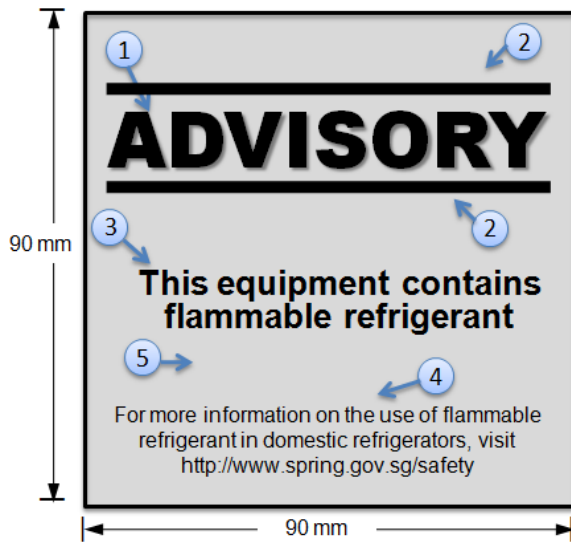 1
2
ADVISORY
2
3
90 mm
This equipment contains
flammable refrigerant
5
4
For more information on the use of flammable
refrigerant in domestic refrigerators, visit
http://www.spring.gov.sg/safety
90 mm